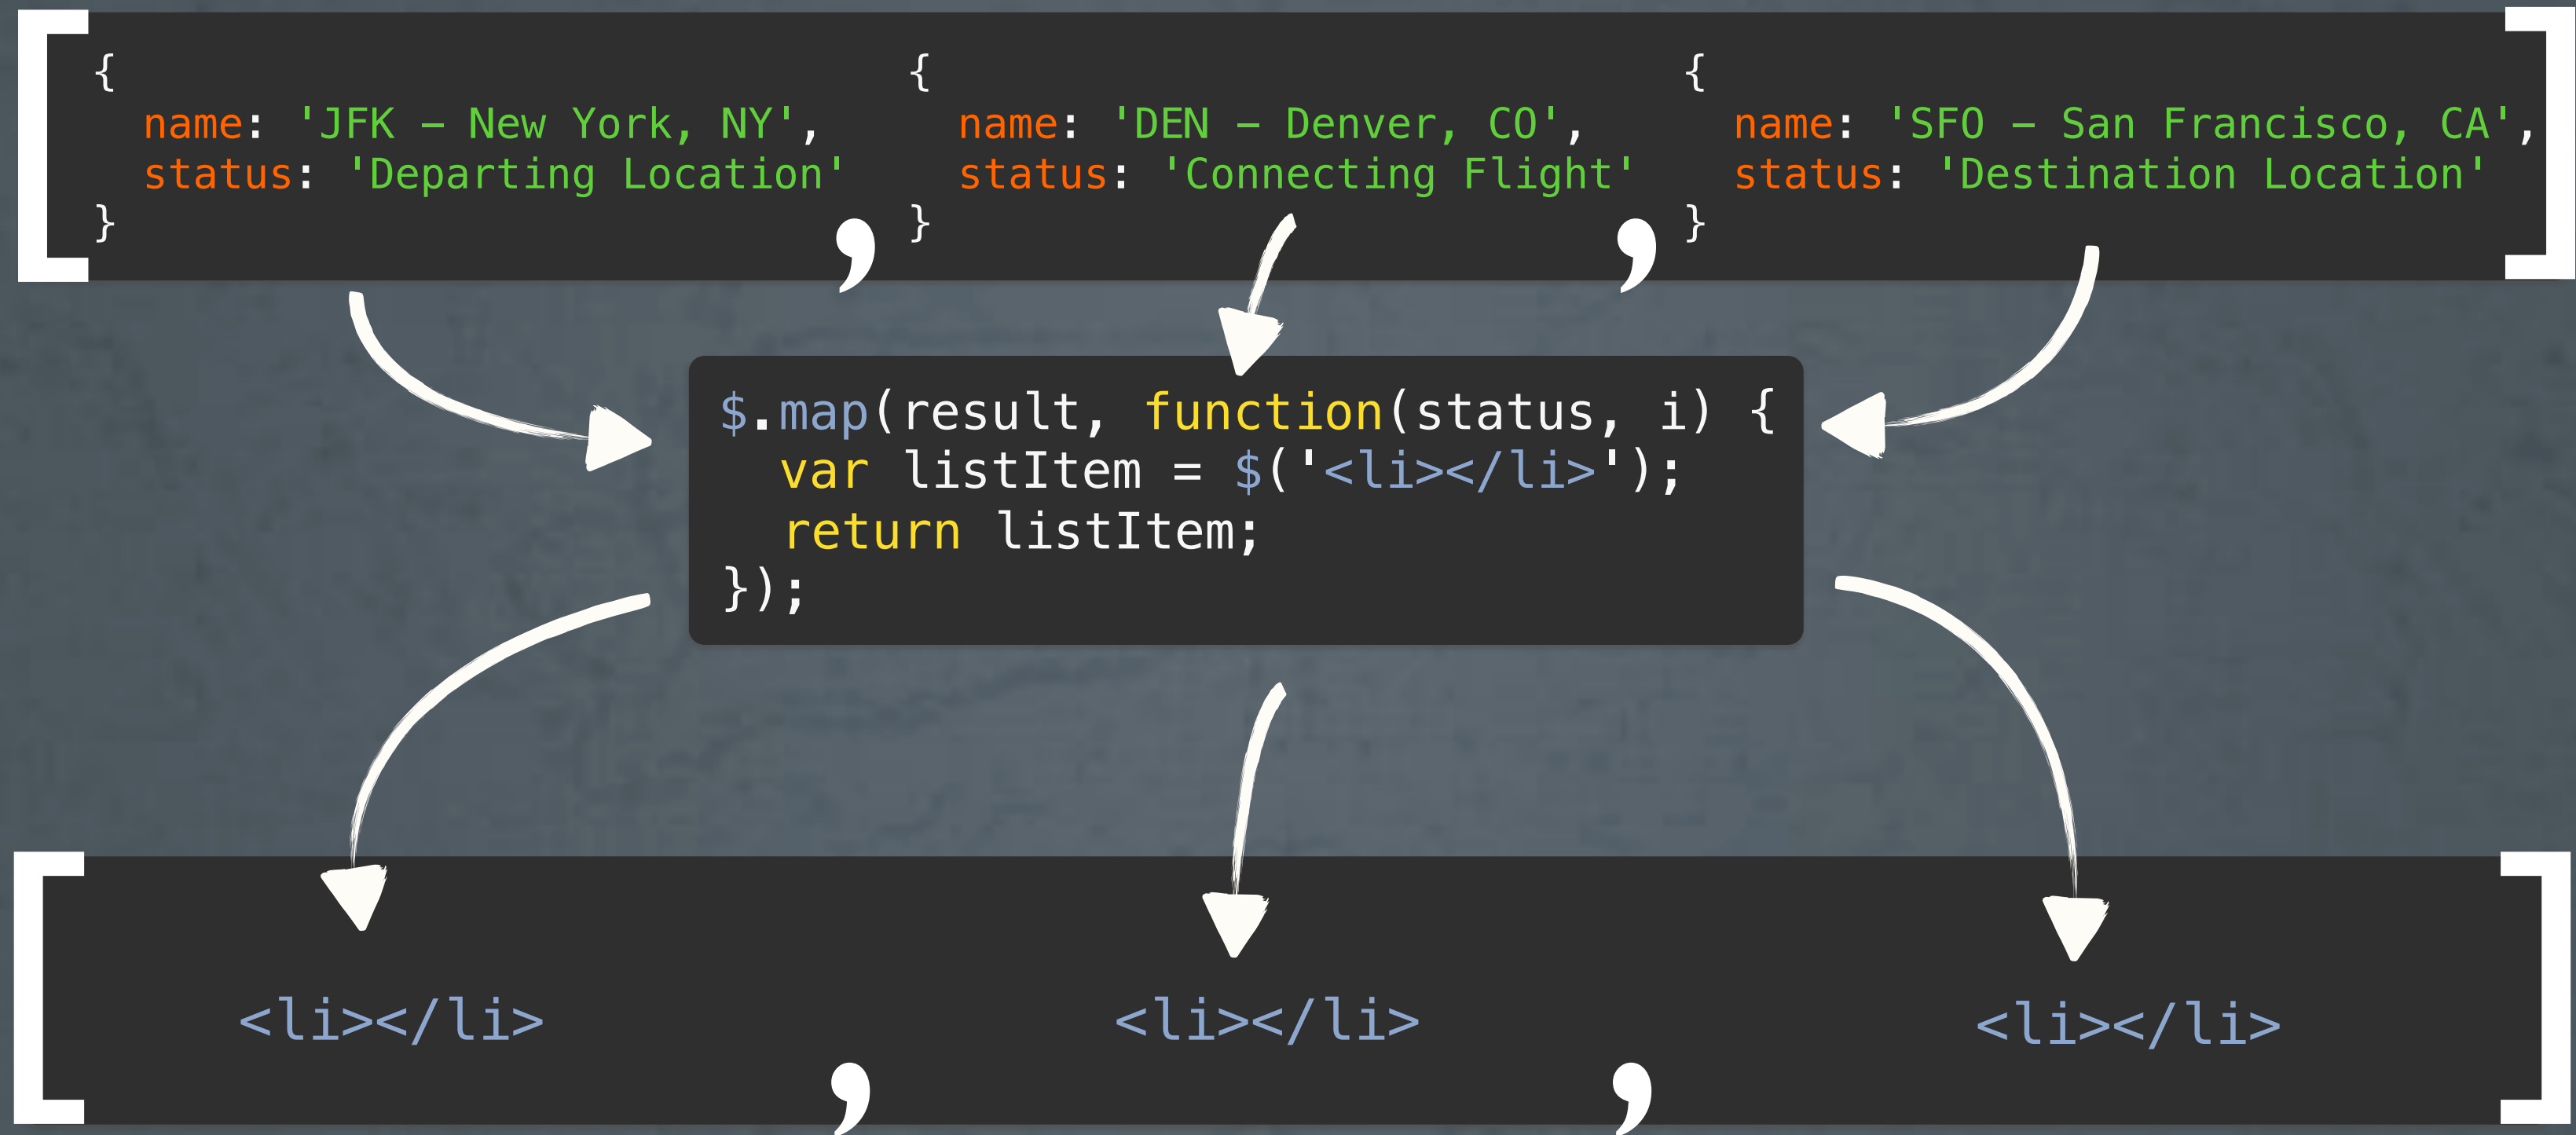 [
{
name: 'JFK – New York, NY',
status: 'Departing Location'
}
,
{
name: 'DEN – Denver, CO',
status: 'Connecting Flight'
}
,
{
name: 'SFO – San Francisco, CA',
status: 'Destination Location'
}
]
$.map(result, function(status, i) {
var listItem = $('<li></li>');
return listItem;
});
[
<li></li>
,
<li></li>
,
<li></li>
]